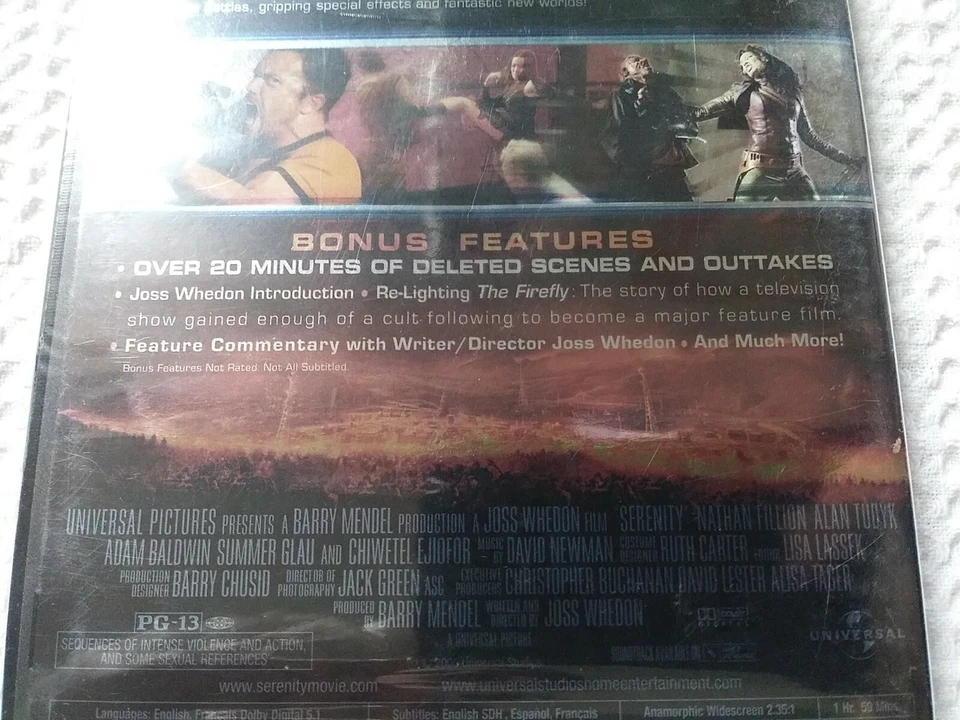 gripping special effects and fantastic new worlds!
BONUS FEATURES
• OVER 20 MINUTES OF DELETED SCENES AND OUTTAKES
• Joss Whedon Introduction • Re-Lighting The Firefly: The story of how a television
show gained enough of a cult following to become a major feature film.
• Feature Commentary with Writer/Director Joss Whedon • And Much More!
Bonus Features Not Rated. Not All Subtitled.
UNIVERSAL PICTURES PRESENTS A BARRY MENDEL PRODUCTION A JOSS WHEDON FILM SERENITY NATHAN FILLION ALAN TUDYK
ADAM BALDWIN SUMMER GLAU AND CHIWETEL EJIOFOR MUSIC BY DAVID NEWMAN COSTUME DESIGNER RUTH CARTER LISA LASSEK
PRODUCTION DESIGNER BARRY CHUSID DIRECTOR OF PHOTOGRAPHY JACK GREEN ASC EXECUTIVE PRODUCERS CHRISTOPHER BUCHANAN DAVID LESTER ALISA TAGER
PRODUCED BY BARRY MENDEL WRITTEN AND DIRECTED BY JOSS WHEDON
PG-13
A UNIVERSAL PICTURE
UNIVERSAL
SEQUENCES OF INTENSE VIOLENCE AND ACTION,
AND SOME SEXUAL REFERENCES
SOUNDTRACK AVAILABLE ON
www.serenitymovie.com www.universalstudioshomeentertainment.com
Languages: English, Français Dolby Digital 5.1 Subtitles: English SDH, Español, Français Anamorphic Widescreen 2.35:1 1 Hr. 59 Mins.